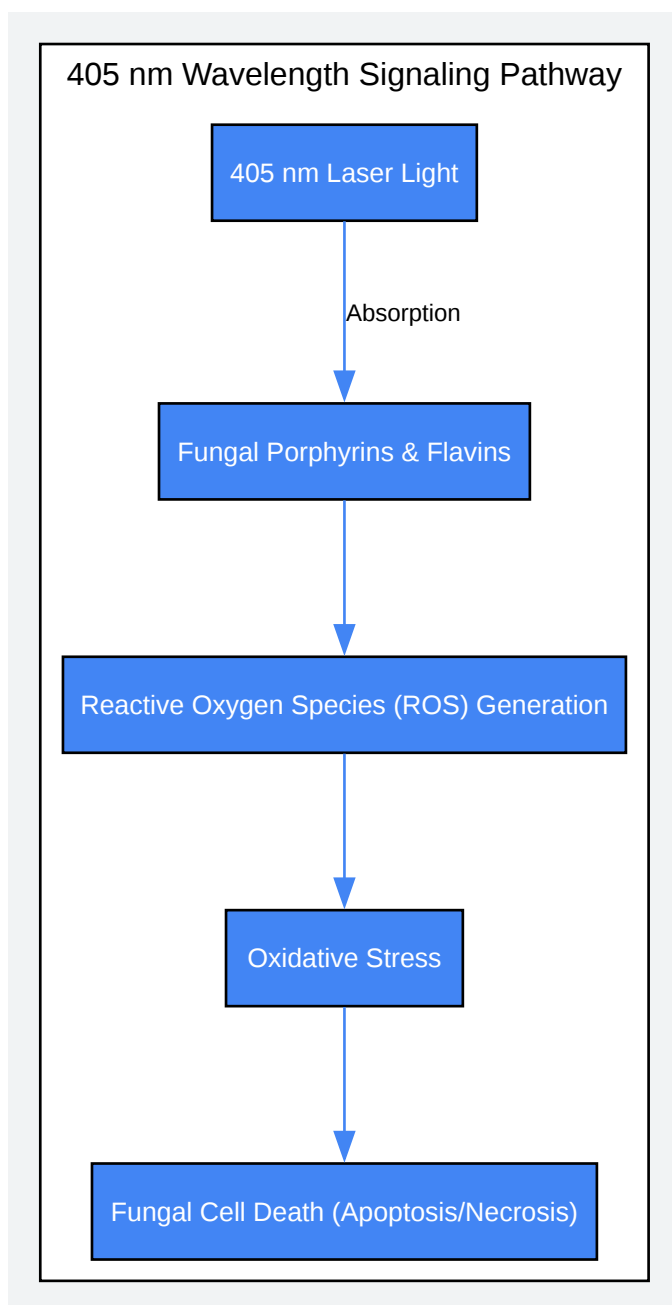 405 nm Wavelength Signaling Pathway
405 nm Laser Light
Absorption
Fungal Porphyrins & Flavins
Reactive Oxygen Species (ROS) Generation
Oxidative Stress
Fungal Cell Death (Apoptosis/Necrosis)